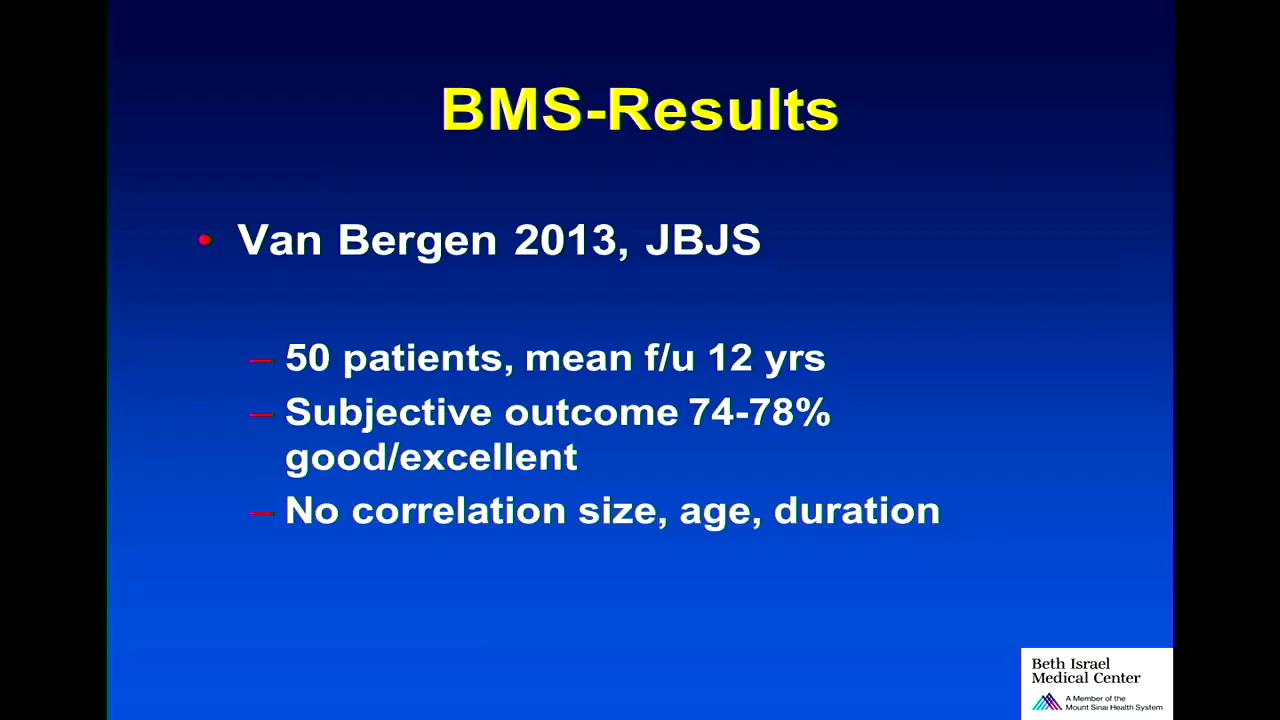 BMS-Results
• Van Bergen 2013, JBJS
– 50 patients, mean f/u 12 yrs
– Subjective outcome 74-78%
good/excellent
– No correlation size, age, duration
Beth Israel
Medical Center
A Member of the
Mount Sinai Health System